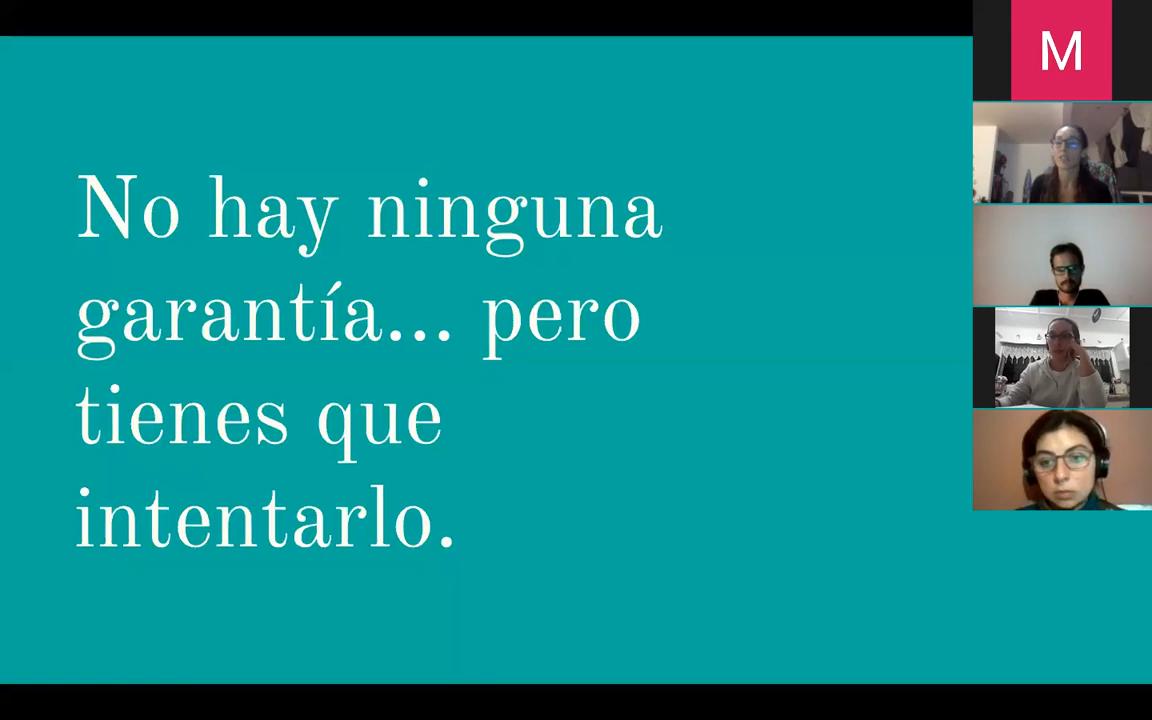 No hay ninguna
garantía... pero
tienes que
intentarlo.
M